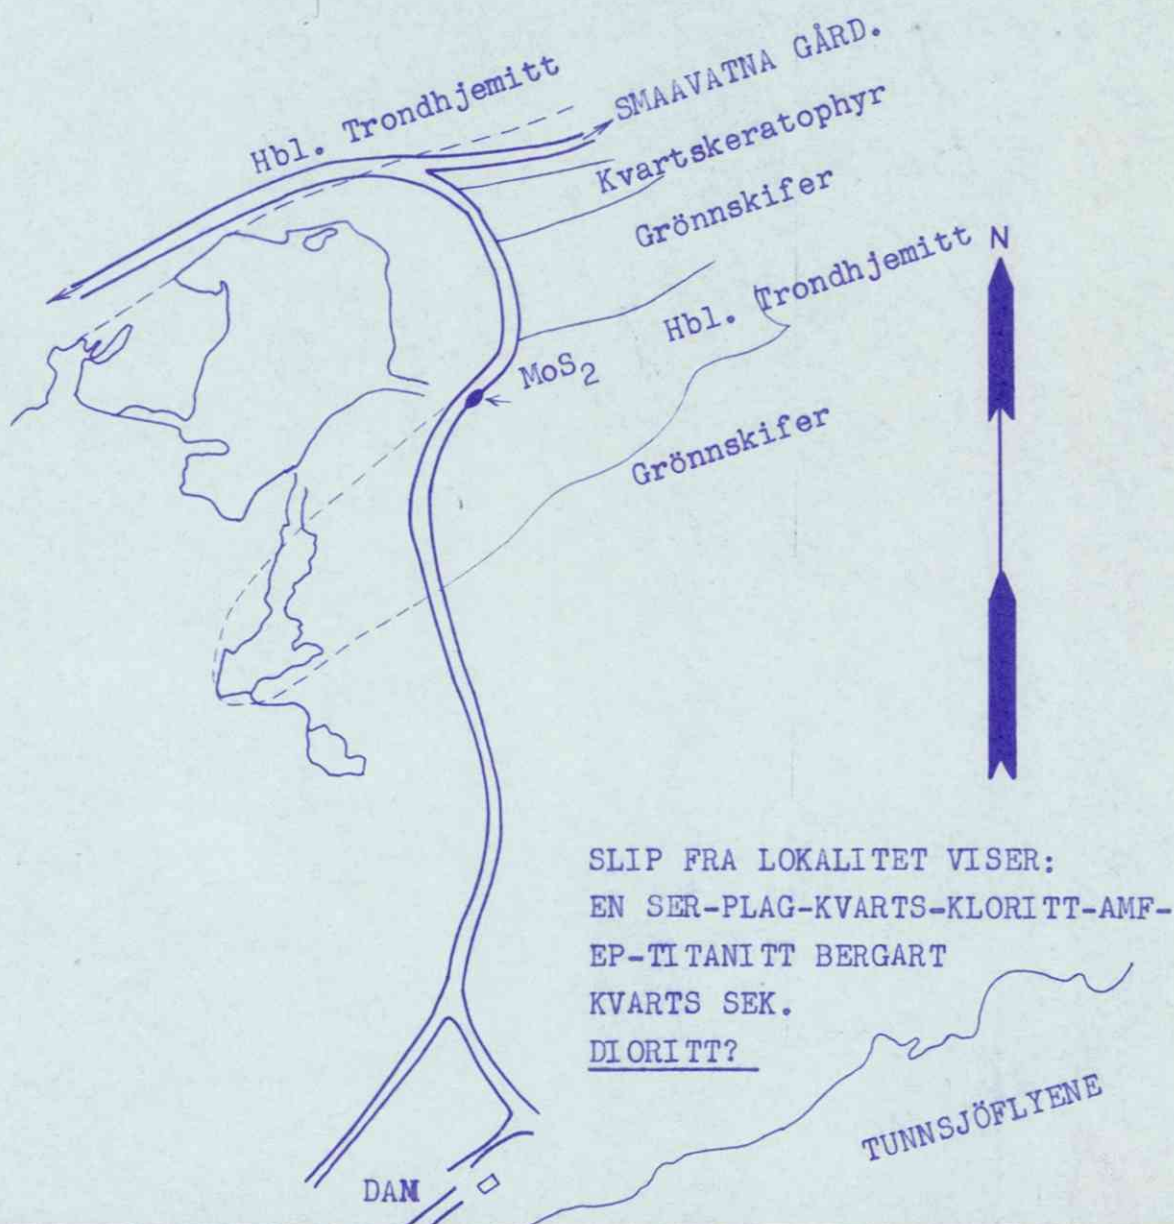 Hbl. Trondhjemitt
SMAAVATNA GÅRD.
Kvartskeratophyr
Grönnskifer
Hbl. Trondhjemitt
N
MoS2
Grönnskifer
SLIP FRA LOKALITET VISER:
EN SER-PLAG-KVARTS-KLORITT-AMF-
EP-TITANITT BERGART
KVARTS SEK.
DIORITT?
TUNNSJÖFLYENE
DAM